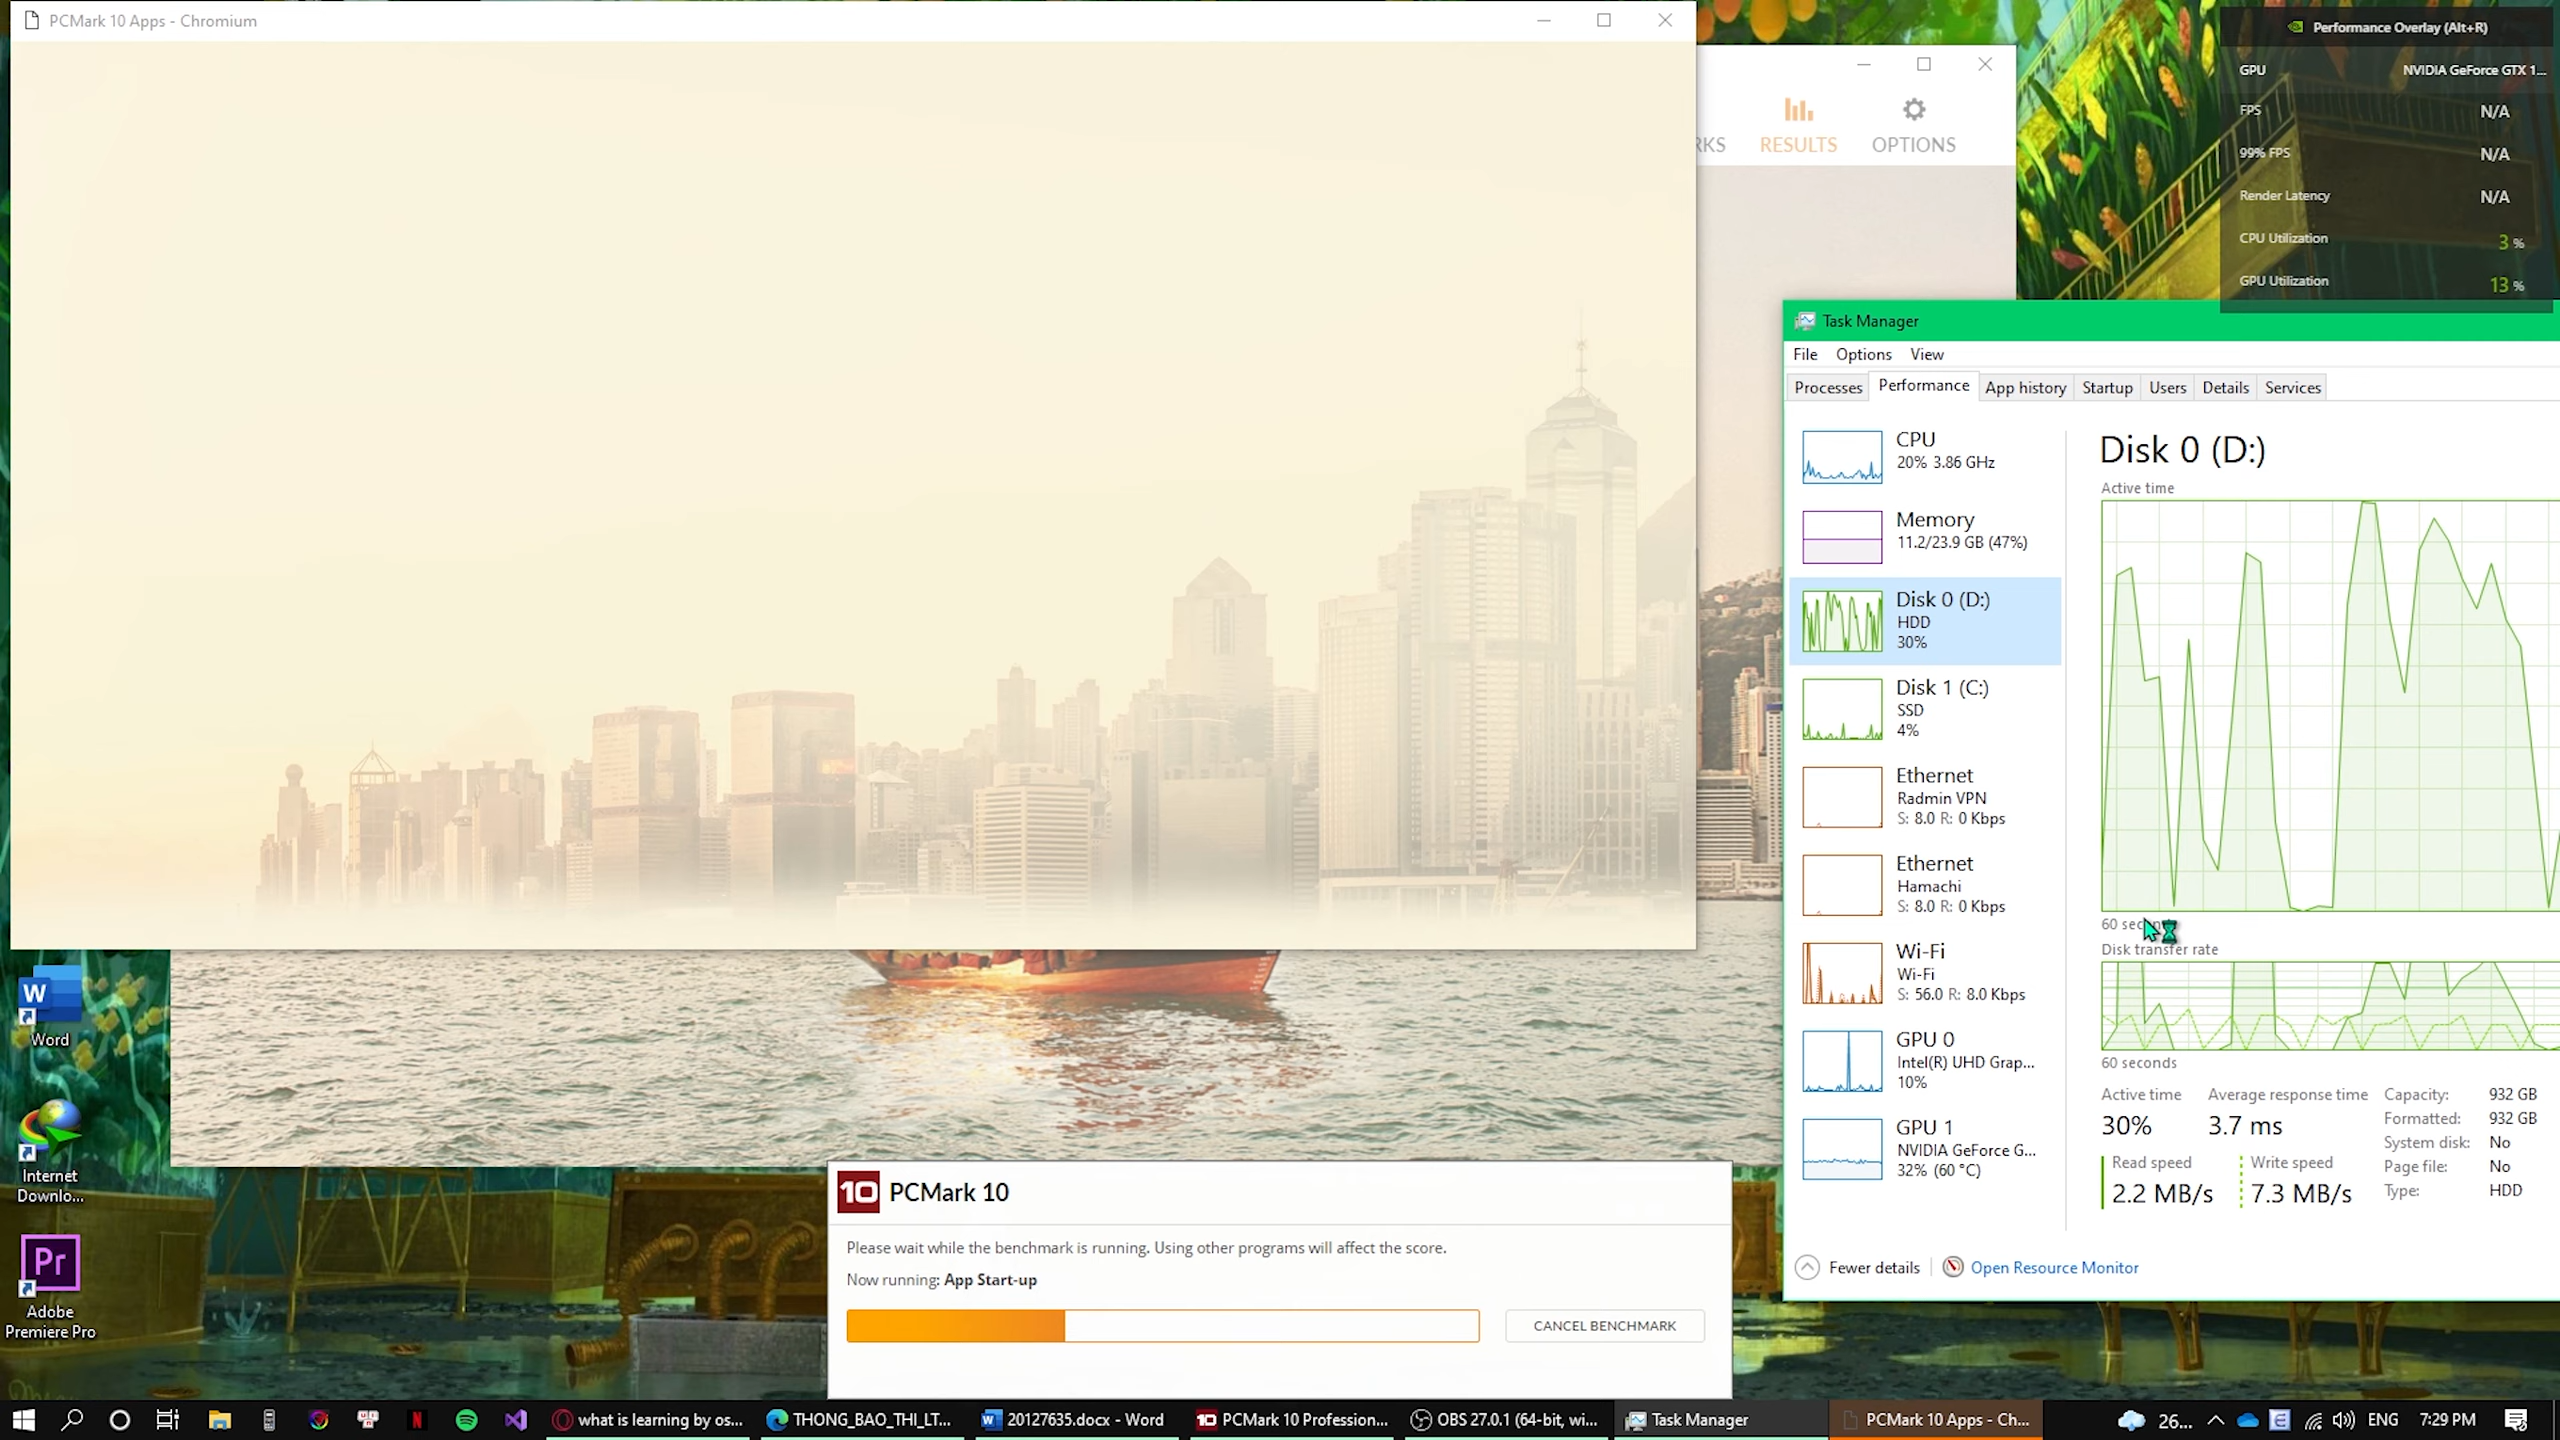 PCMark 10 Apps - Chromium
RKS
RESULTS
OPTIONS
Performance Overlay (Alt+R)
GPU NVIDIA GeForce GTX 1...
FPS N/A
99% FPS N/A
Render Latency N/A
CPU Utilization 3 %
GPU Utilization 13 %
Task Manager
File Options View
Processes Performance App history Startup Users Details Services
CPU
20% 3.86 GHz
Memory
11.2/23.9 GB (47%)
Disk 0 (D:)
HDD
30%
Disk 1 (C:)
SSD
4%
Ethernet
Radmin VPN
S: 8.0 R: 0 Kbps
Ethernet
Hamachi
S: 8.0 R: 0 Kbps
Wi-Fi
Wi-Fi
S: 56.0 R: 8.0 Kbps
GPU 0
Intel(R) UHD Grap...
10%
GPU 1
NVIDIA GeForce G...
32% (60 °C)
Disk 0 (D:)
Active time
60 seconds
Disk transfer rate
60 seconds
Active time
30%
Average response time
3.7 ms
Read speed
2.2 MB/s
Write speed
7.3 MB/s
Capacity: 932 GB
Formatted: 932 GB
System disk: No
Page file: No
Type: HDD
Fewer details
Open Resource Monitor
Word
Internet
Downlo...
Adobe
Premiere Pro
10 PCMark 10
Please wait while the benchmark is running. Using other programs will affect the score.
Now running: App Start-up
CANCEL BENCHMARK
what is learning by os...
THONG_BAO_THI_LT...
20127635.docx - Word
PCMark 10 Profession...
OBS 27.0.1 (64-bit, wi...
Task Manager
PCMark 10 Apps - Ch...
26...
ENG
7:29 PM